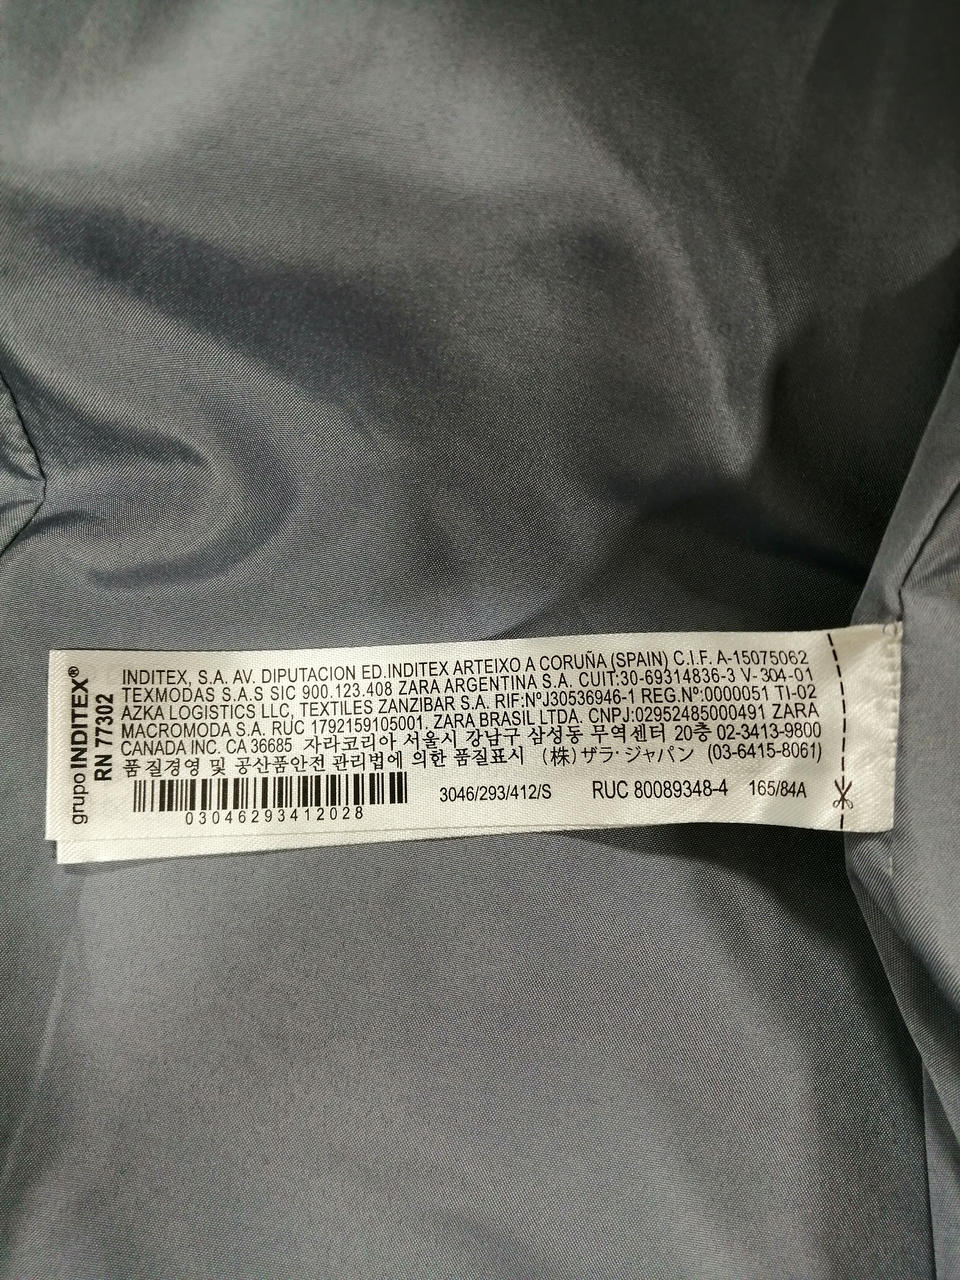 grupo INDITEX®
RN 77302
INDITEX, S.A. AV. DIPUTACION ED.INDITEX ARTEIXO A CORUÑA (SPAIN) C.I.F. A-15075062
TEXMODAS S.A.S SIC 900.123.408 ZARA ARGENTINA S.A. CUIT:30-69314836-3 V-304-01
AZKA LOGISTICS LLC, TEXTILES ZANZIBAR S.A. RIF:NºJ30536946-1 REG.Nº:0000051 TI-02
MACROMODA S.A. RUC 1792159105001. ZARA BRASIL LTDA. CNPJ:02952485000491 ZARA
CANADA INC. CA 36685 자라코리아 서울시 강남구 삼성동 무역센터 20층 02-3413-9800
품질경영 및 공산품안전 관리법에 의한 품질표시 (株)ザラ・ジャパン (03-6415-8061)
3046/293/412/S RUC 80089348-4 165/84A
03046293412028